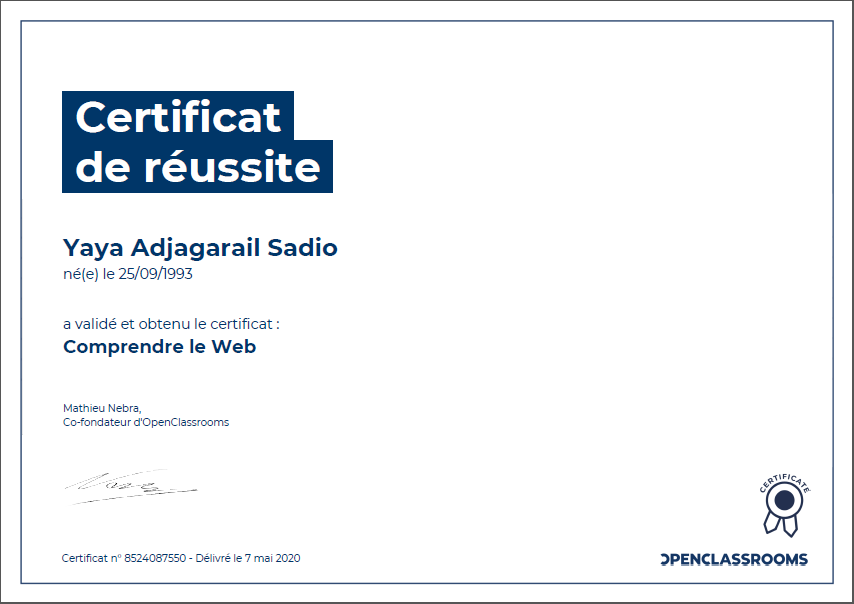 Certificat
de réussite
Yaya Adjagarail Sadio
né(e) le 25/09/1993
a validé et obtenu le certificat :
Comprendre le Web
Mathieu Nebra,
Co-fondateur d'OpenClassrooms
CERTIFICATE
Certificat n° 8524087550 - Délivré le 7 mai 2020
OPENCLASSROOMS